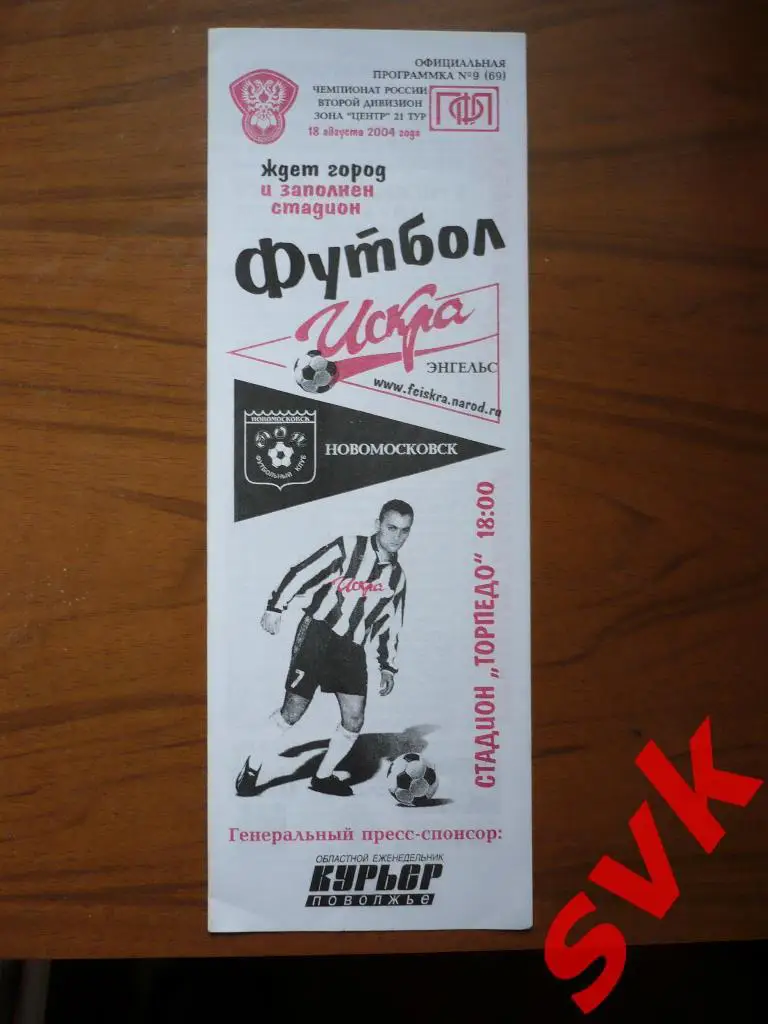 ОФИЦИАЛЬНАЯ
ПРОГРАММКА №9 (69)
ЧЕМПИОНАТ РОССИИ
ВТОРОЙ ДИВИЗИОН
ЗОНА "ЦЕНТР" 21 ТУР
18 августа 2004 года
ПФЛ
ждет город
и заполнен
стадион
Футбол
Искра
ЭНГЕЛЬС
www.fciskra.narod.ru
НОВОМОСКОВСК
ДОН
ФУТБОЛЬНЫЙ КЛУБ
НОВОМОСКОВСК
СТАДИОН „ТОРПЕДО" 18:00
Искра
7
Генеральный пресс-спонсор:
ОБЛАСТНОЙ ЕЖЕНЕДЕЛЬНИК
КУРЬЕР
ПОВОЛЖЬЕ
SVK